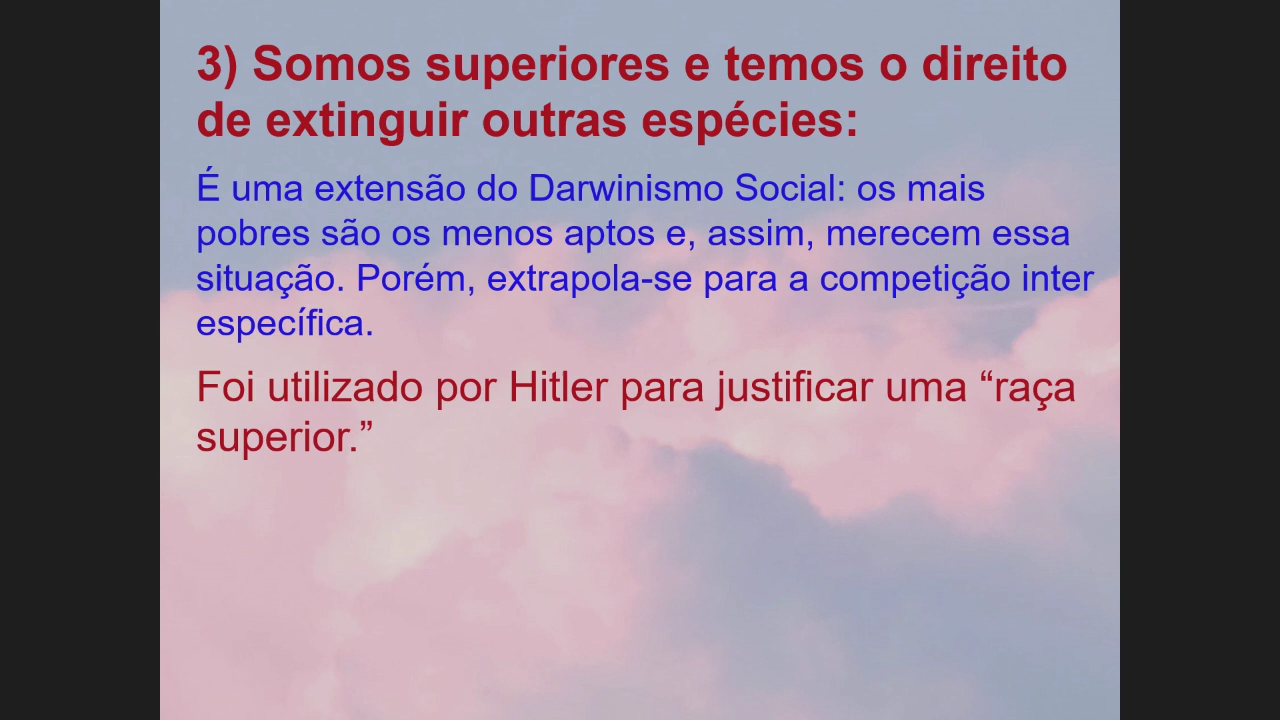 3) Somos superiores e temos o direito
de extinguir outras espécies:
É uma extensão do Darwinismo Social: os mais
pobres são os menos aptos e, assim, merecem essa
situação. Porém, extrapola-se para a competição inter
específica.
Foi utilizado por Hitler para justificar uma “raça
superior.”